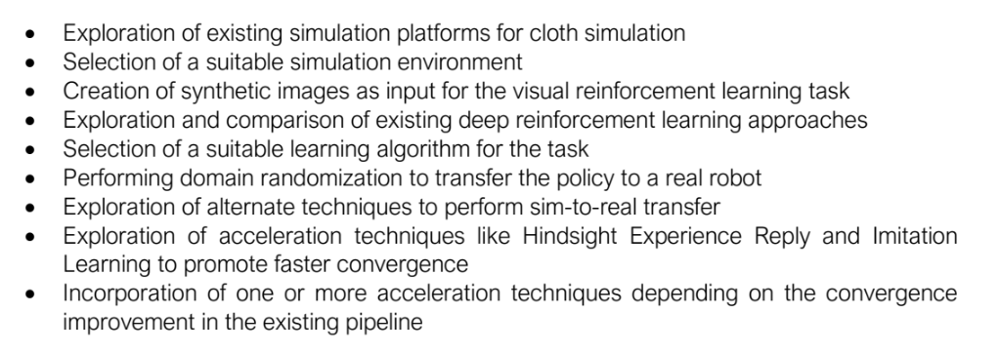 • Exploration of existing simulation platforms for cloth simulation
• Selection of a suitable simulation environment
• Creation of synthetic images as input for the visual reinforcement learning task
• Exploration and comparison of existing deep reinforcement learning approaches
• Selection of a suitable learning algorithm for the task
• Performing domain randomization to transfer the policy to a real robot
• Exploration of alternate techniques to perform sim-to-real transfer
• Exploration of acceleration techniques like Hindsight Experience Reply and Imitation
Learning to promote faster convergence
• Incorporation of one or more acceleration techniques depending on the convergence
improvement in the existing pipeline